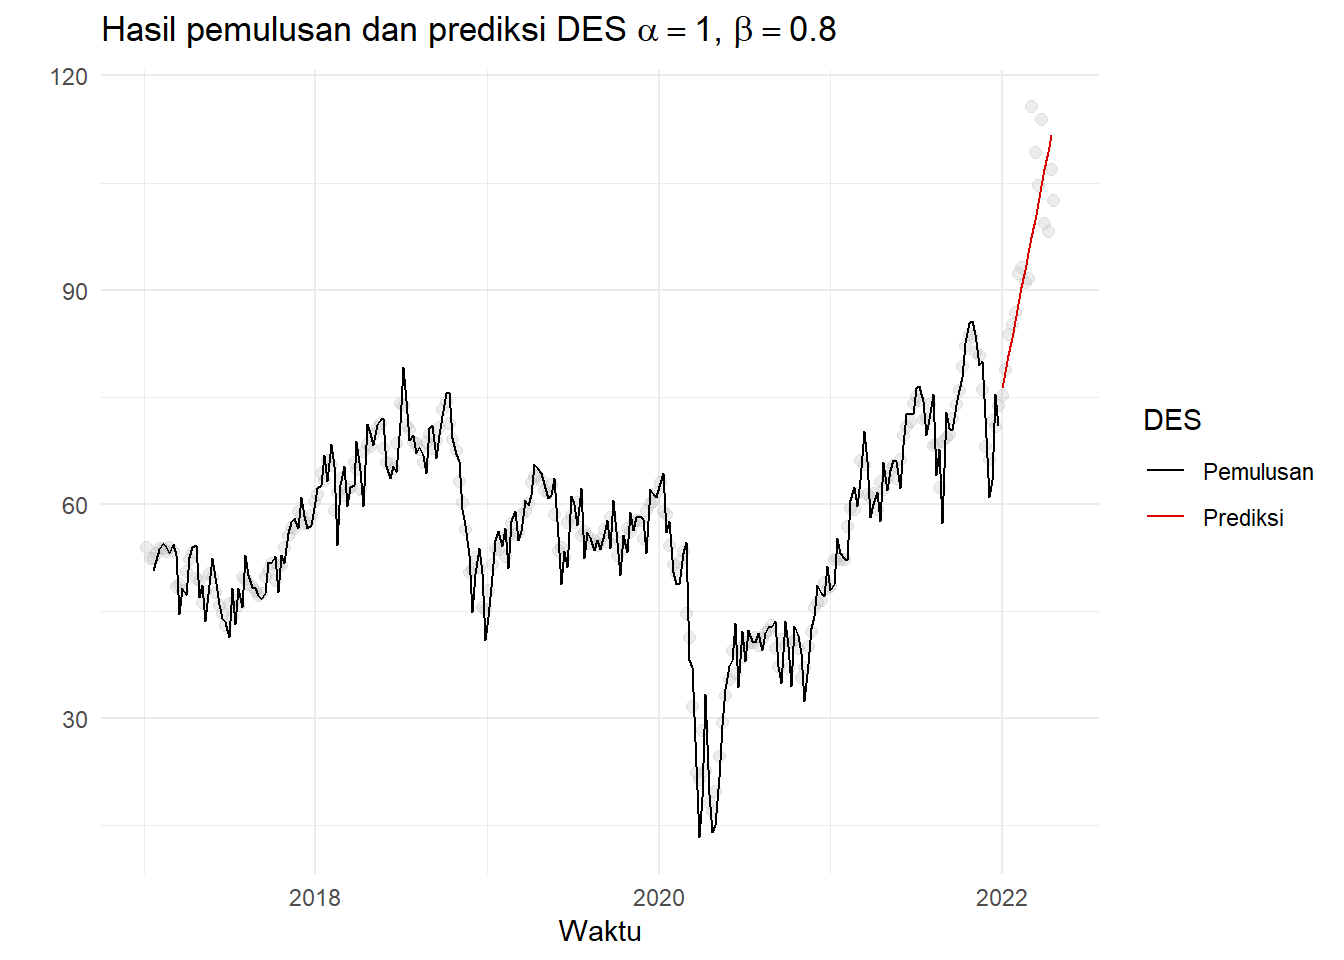 Hasil pemulusan dan prediksi DES α = 1, β = 0.8
120
90
60
30
2018
2020
2022
Waktu
DES
Pemulusan
Prediksi